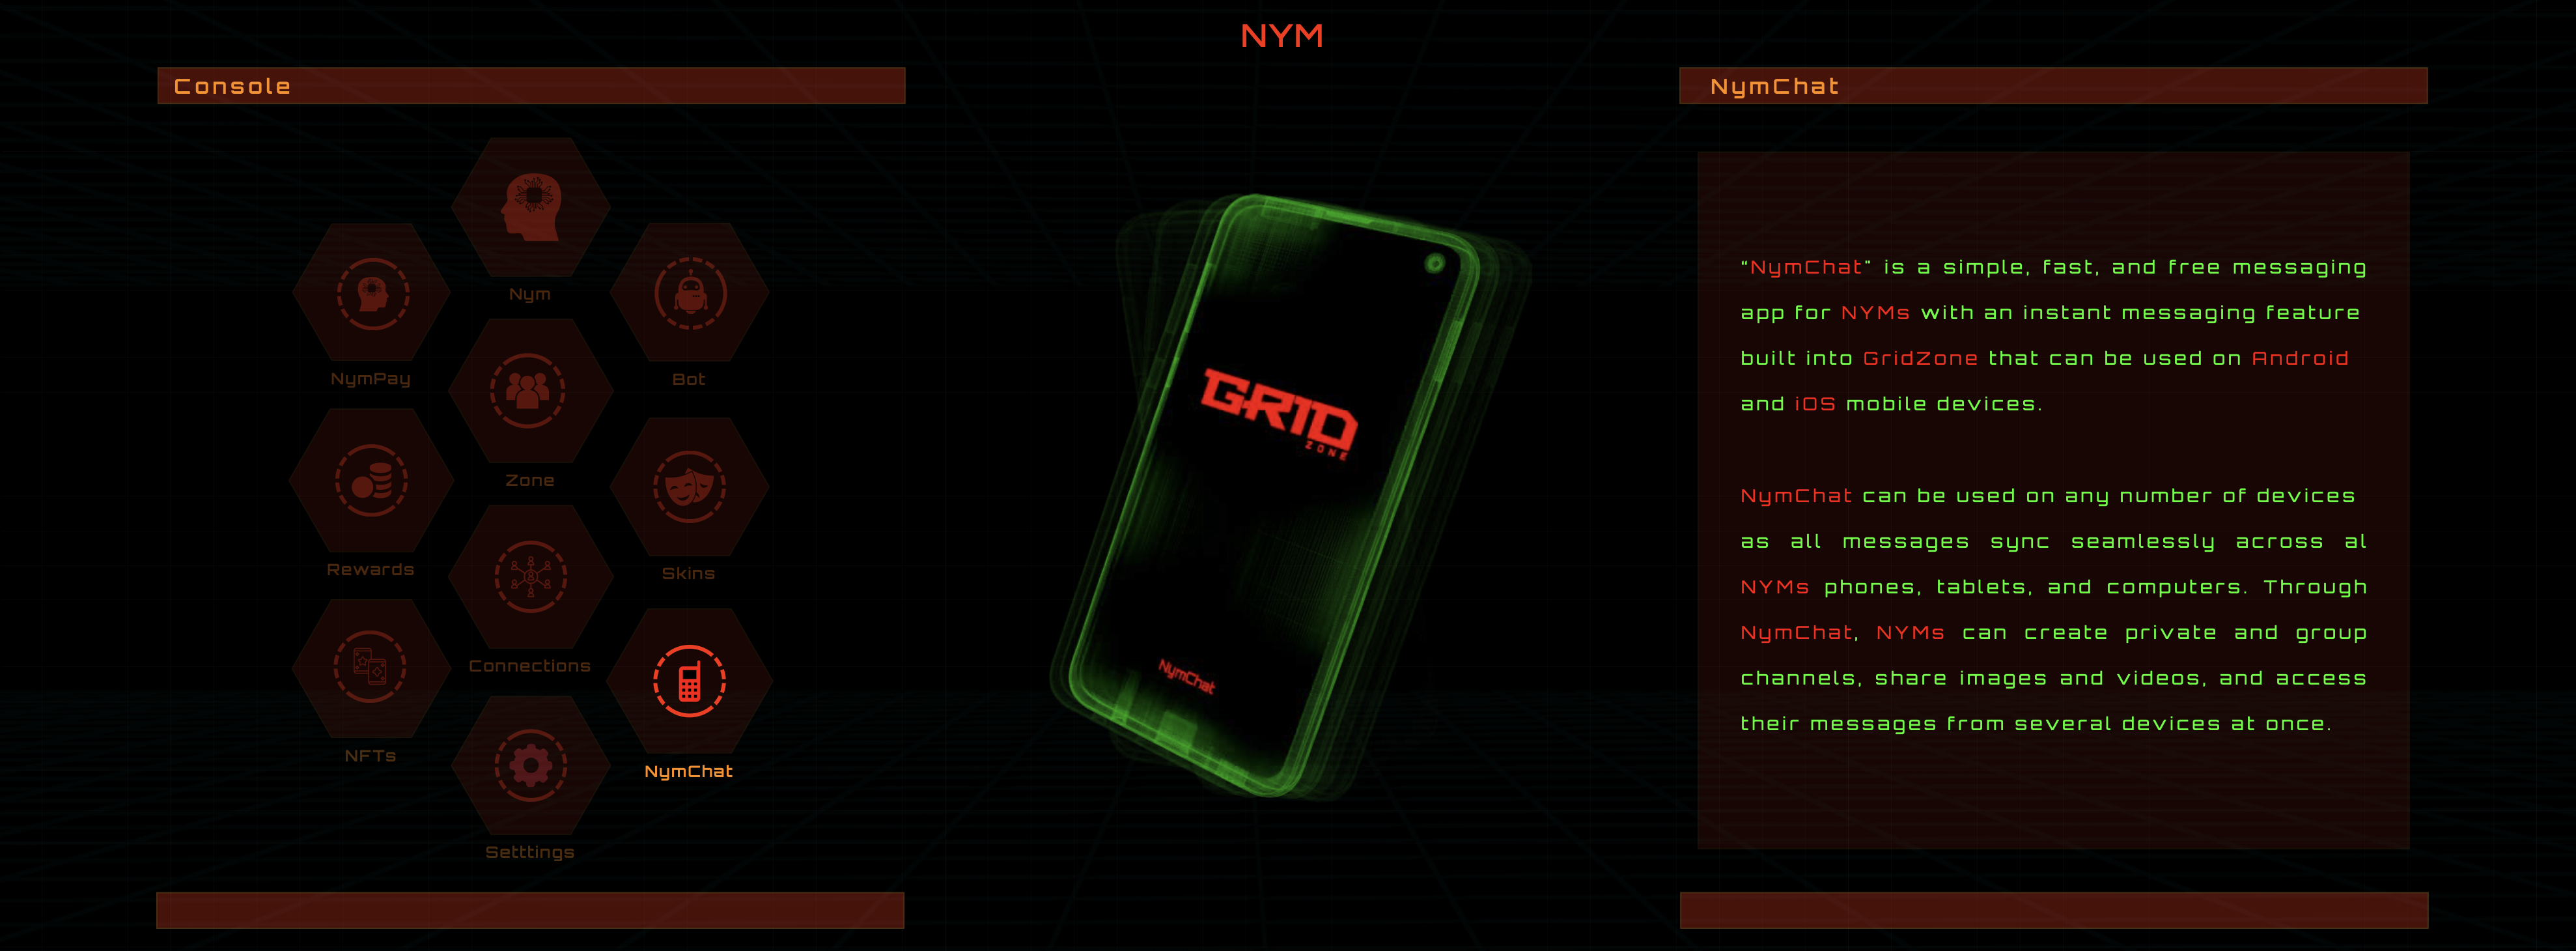 NYM
Console
Nym
NymPay
Bot
Zone
Rewards
Skins
Connections
NFTs
NymChat
Setttings
GRID
ZONE
NymChat
NymChat
“NymChat” is a simple, fast, and free messaging
app for NYMs with an instant messaging feature
built into GridZone that can be used on Android
and iOS mobile devices.
NymChat can be used on any number of devices
as all messages sync seamlessly across al
NYMs phones, tablets, and computers. Through
NymChat, NYMs can create private and group
channels, share images and videos, and access
their messages from several devices at once.